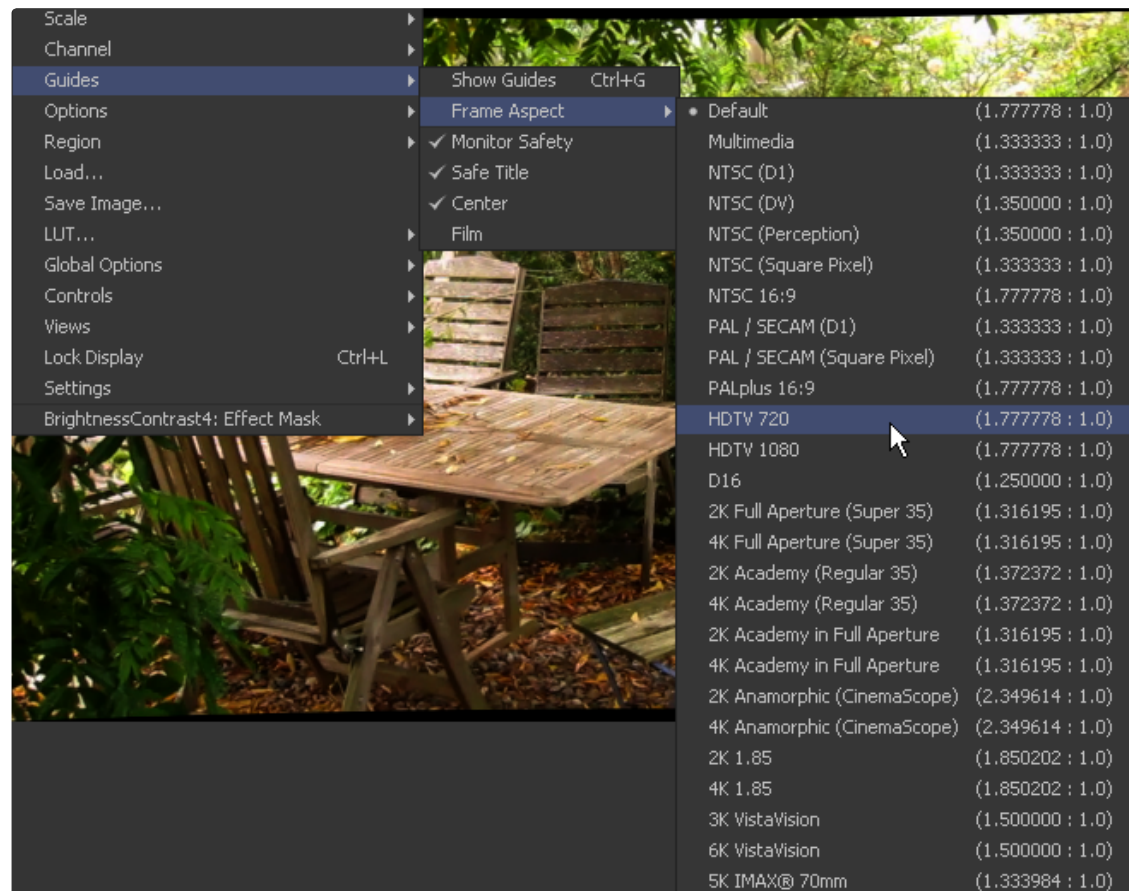 Scale
Channel
Guides
Options
Region
Load...
Save Image...
LUT...
Global Options
Controls
Views
Lock Display Ctrl+L
Settings
BrightnessContrast4: Effect Mask
Show Guides Ctrl+G
Frame Aspect
Monitor Safety
Safe Title
Center
Film
Default (1.777778 : 1.0)
Multimedia (1.333333 : 1.0)
NTSC (D1) (1.333333 : 1.0)
NTSC (DV) (1.350000 : 1.0)
NTSC (Perception) (1.350000 : 1.0)
NTSC (Square Pixel) (1.333333 : 1.0)
NTSC 16:9 (1.777778 : 1.0)
PAL / SECAM (D1) (1.333333 : 1.0)
PAL / SECAM (Square Pixel) (1.333333 : 1.0)
PALplus 16:9 (1.777778 : 1.0)
HDTV 720 (1.777778 : 1.0)
HDTV 1080 (1.777778 : 1.0)
D16 (1.250000 : 1.0)
2K Full Aperture (Super 35) (1.316195 : 1.0)
4K Full Aperture (Super 35) (1.316195 : 1.0)
2K Academy (Regular 35) (1.372372 : 1.0)
4K Academy (Regular 35) (1.372372 : 1.0)
2K Academy in Full Aperture (1.316195 : 1.0)
4K Academy in Full Aperture (1.316195 : 1.0)
2K Anamorphic (CinemaScope) (2.349614 : 1.0)
4K Anamorphic (CinemaScope) (2.349614 : 1.0)
2K 1.85 (1.850202 : 1.0)
4K 1.85 (1.850202 : 1.0)
3K VistaVision (1.500000 : 1.0)
6K VistaVision (1.500000 : 1.0)
5K IMAX® 70mm (1.333984 : 1.0)